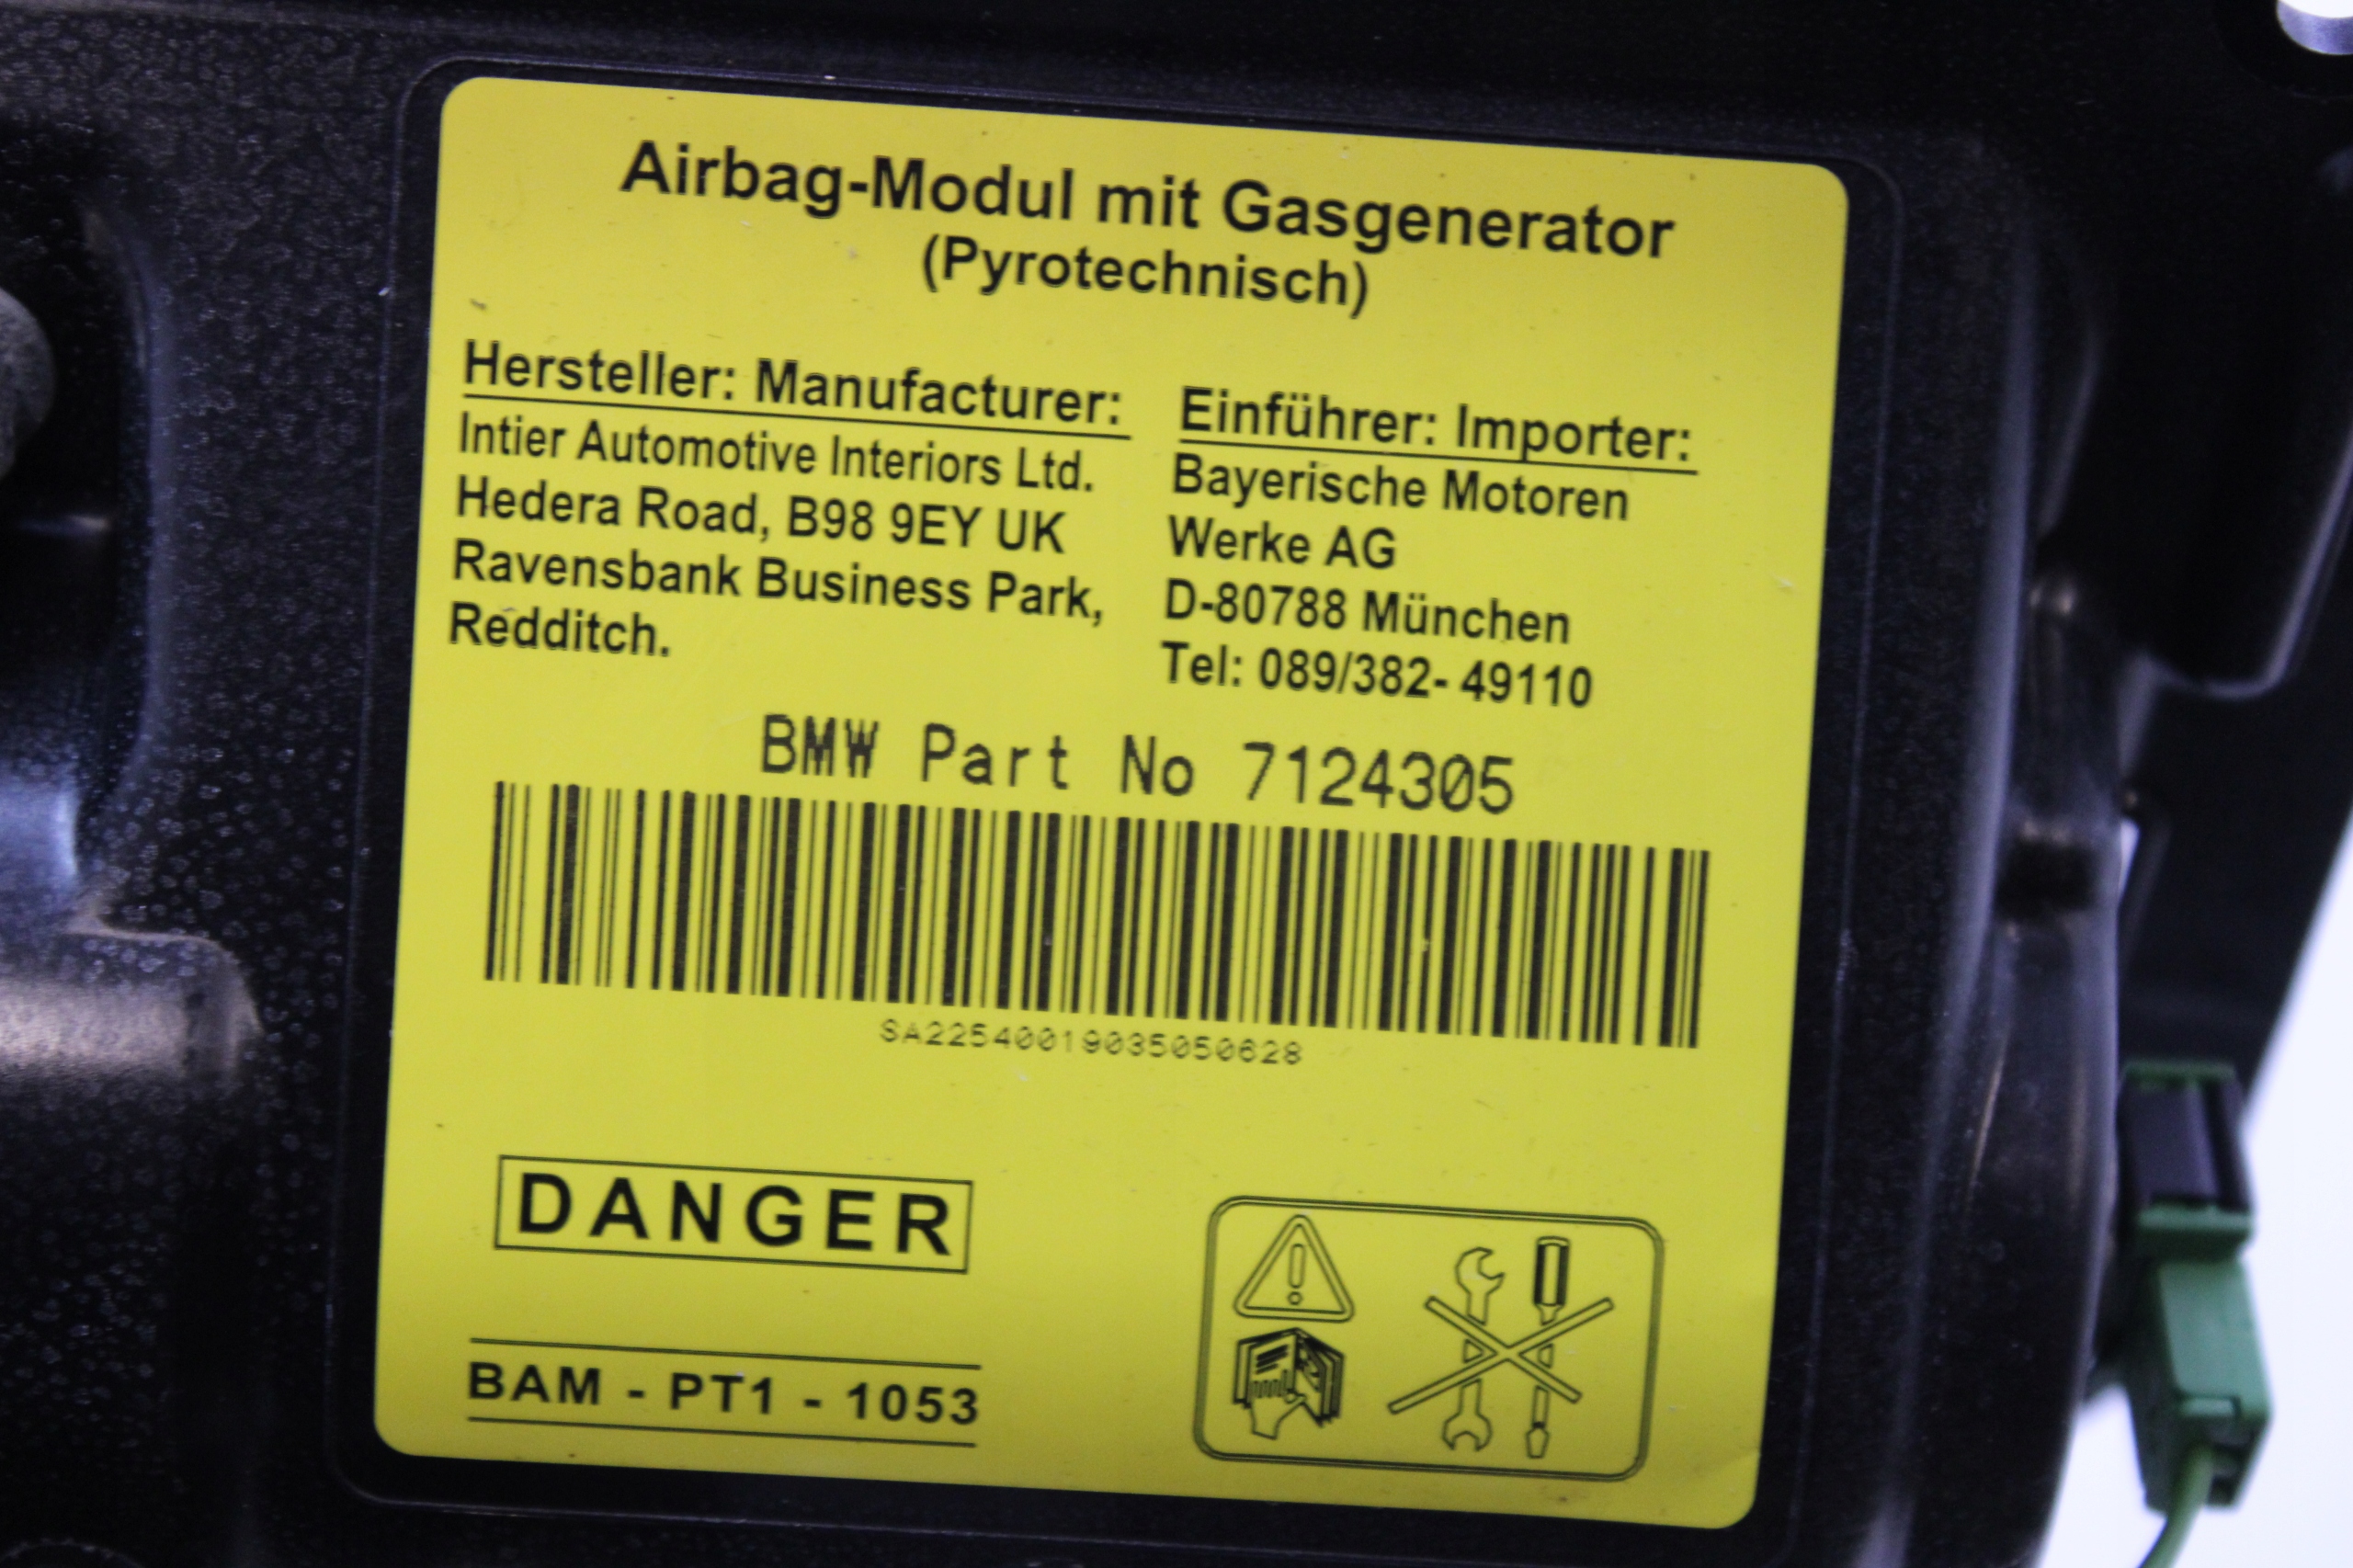 Airbag-Modul mit Gasgenerator
(Pyrotechnisch)
Hersteller: Manufacturer:
Intier Automotive Interiors Ltd.
Hedera Road, B98 9EY UK
Ravensbank Business Park,
Redditch.
Einführer: Importer:
Bayerische Motoren
Werke AG
D-80788 München
Tel: 089/382- 49110
BMW Part No 7124305
SA22540019035050628
DANGER
BAM - PT1 - 1053